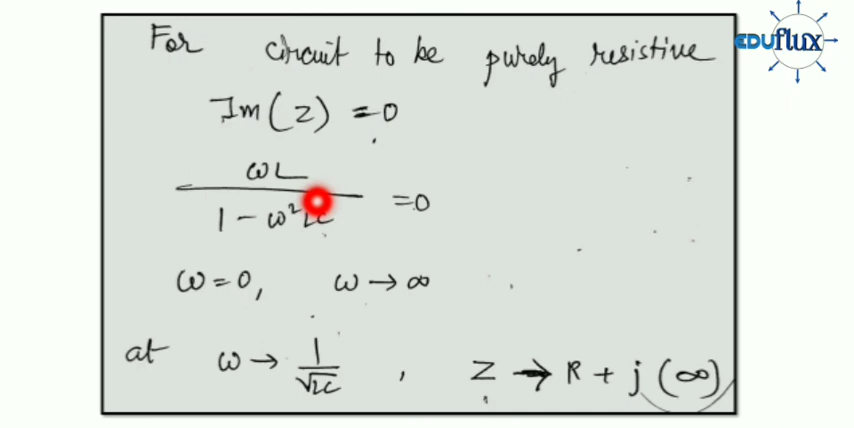 EDUflux
For circuit to be purely resistive
Im(Z) = 0
ωL / (1 - ω²LC) = 0
ω = 0, ω → ∞
at ω → 1/√LC , Z → R + j(∞)